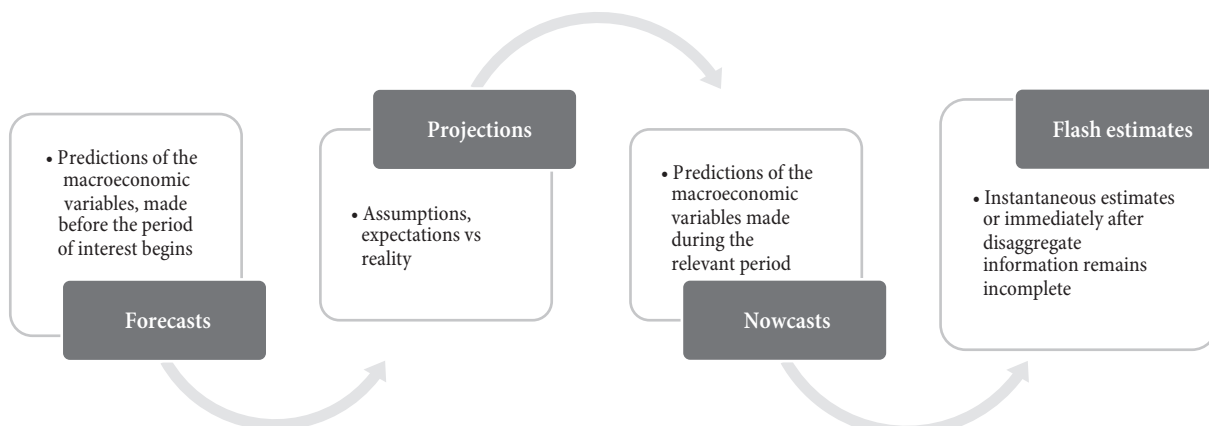 • Predictions of the
macroeconomic
variables, made
before the period
of interest begins
Forecasts
Projections
• Assumptions,
expectations vs
reality
• Predictions of the
macroeconomic
variables made
during the
relevant period
Nowcasts
Flash estimates
• Instantaneous estimates
or immediately after
disaggregate
information remains
incomplete